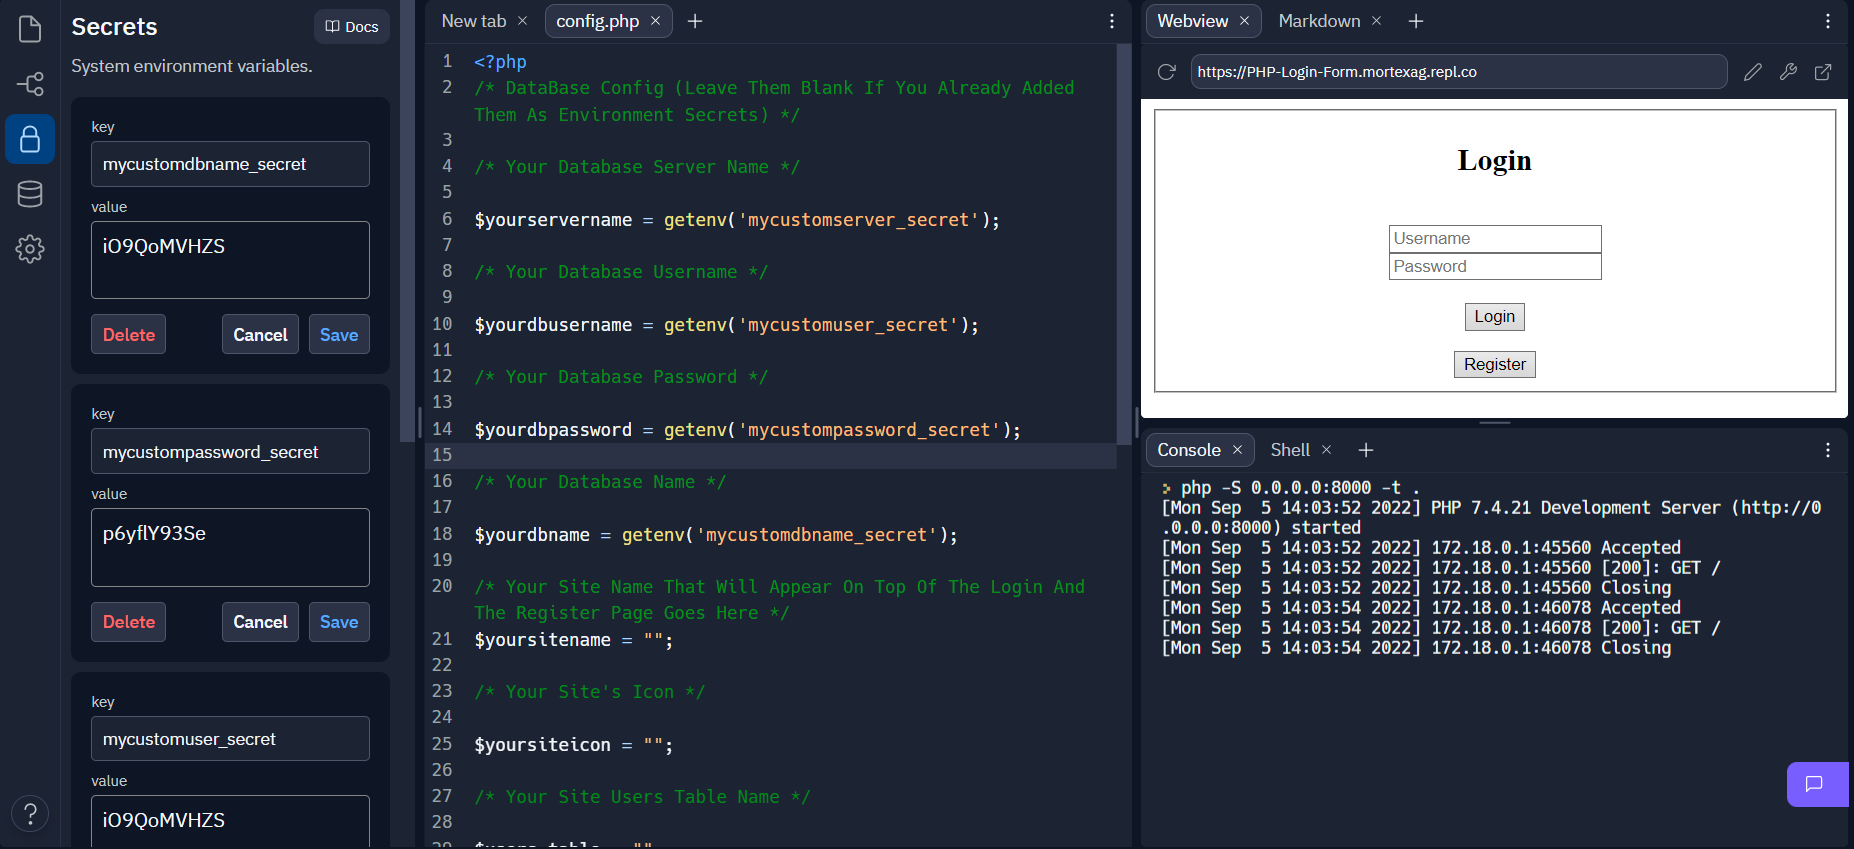 Secrets
Docs
System environment variables.
key
mycustomdbname_secret
value
iO9QoMVHZS
Delete
Cancel
Save
key
mycustompassword_secret
value
p6yflY93Se
Delete
Cancel
Save
key
mycustomuser_secret
value
iO9QoMVHZS
?
New tab ×
config.php ×
+
1 <?php
2 /* DataBase Config (Leave Them Blank If You Already Added
Them As Environment Secrets) */
3
4 /* Your Database Server Name */
5
6 $yourservername = getenv('mycustomserver_secret');
7
8 /* Your Database Username */
9
10 $yourdbusername = getenv('mycustomuser_secret');
11
12 /* Your Database Password */
13
14 $yourdbpassword = getenv('mycustompassword_secret');
15
16 /* Your Database Name */
17
18 $yourdbname = getenv('mycustomdbname_secret');
19
20 /* Your Site Name That Will Appear On Top Of The Login And
The Register Page Goes Here */
21 $yoursitename = "";
22
23 /* Your Site's Icon */
24
25 $yoursiteicon = "";
26
27 /* Your Site Users Table Name */
28
Webview ×
Markdown ×
+
https://PHP-Login-Form.mortexag.repl.co
Login
Username
Password
Login
Register
Console ×
Shell ×
+
> php -S 0.0.0.0:8000 -t .
[Mon Sep  5 14:03:52 2022] PHP 7.4.21 Development Server (http://0
.0.0.0:8000) started
[Mon Sep  5 14:03:52 2022] 172.18.0.1:45560 Accepted
[Mon Sep  5 14:03:52 2022] 172.18.0.1:45560 [200]: GET /
[Mon Sep  5 14:03:52 2022] 172.18.0.1:45560 Closing
[Mon Sep  5 14:03:54 2022] 172.18.0.1:46078 Accepted
[Mon Sep  5 14:03:54 2022] 172.18.0.1:46078 [200]: GET /
[Mon Sep  5 14:03:54 2022] 172.18.0.1:46078 Closing